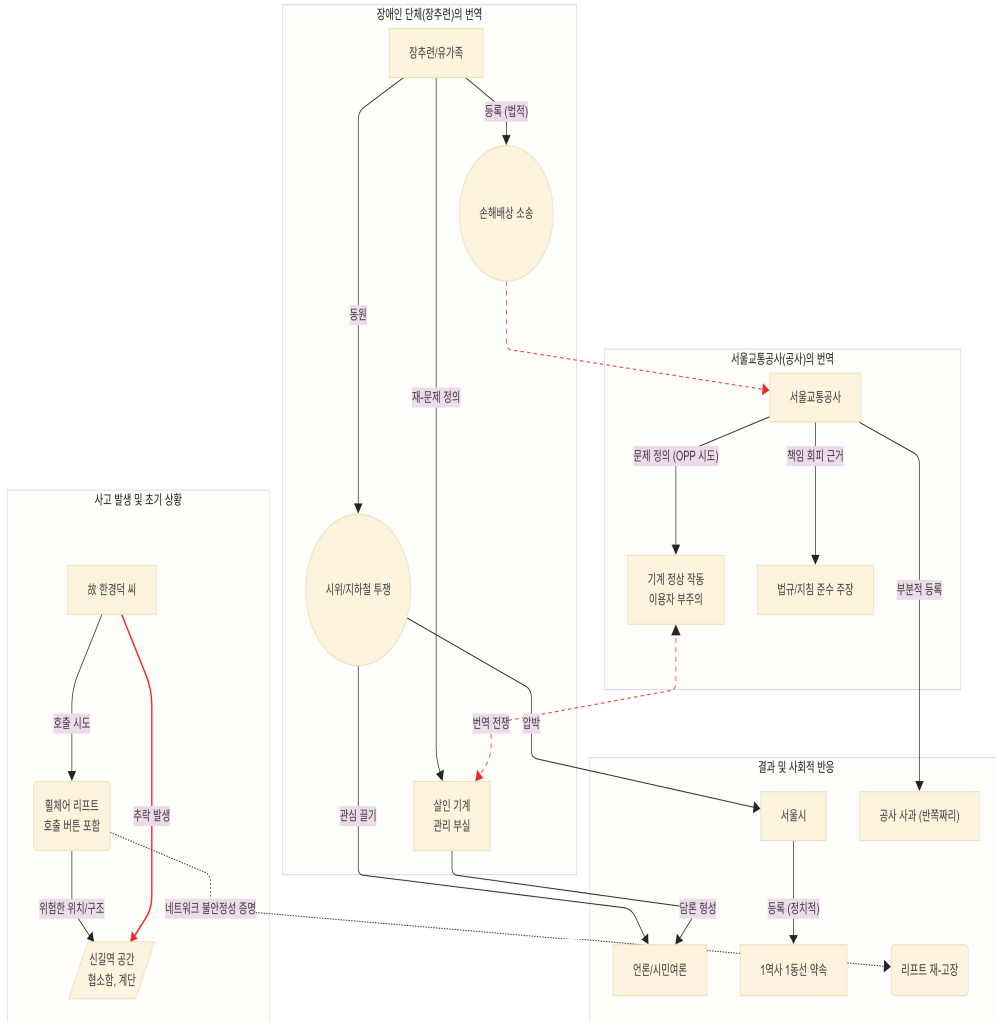 장애인 단체(장추련)의 번역
장추련/유가족
등록 (법적)
손해배상 소송
동원
재-문제 정의
시위/지하철 투쟁
번역 전쟁
압박
살인 기계
관리 부실
관심 끌기
서울교통공사(공사)의 번역
서울교통공사
문제 정의 (OPP 시도)
책임 회피 근거
기계 정상 작동
이용자 부주의
법규/지침 준수 주장
부분적 등록
사고 발생 및 초기 상황
故 한경덕 씨
호출 시도
휠체어 리프트
호출 버튼 포함
추락 발생
위험한 위치/구조
네트워크 불안정성 증명
신길역 공간
협소함, 계단
결과 및 사회적 반응
서울시
공사 사과 (반쪽짜리)
담론 형성
등록 (정치적)
언론/시민여론
1역사 1동선 약속
리프트 재-고장